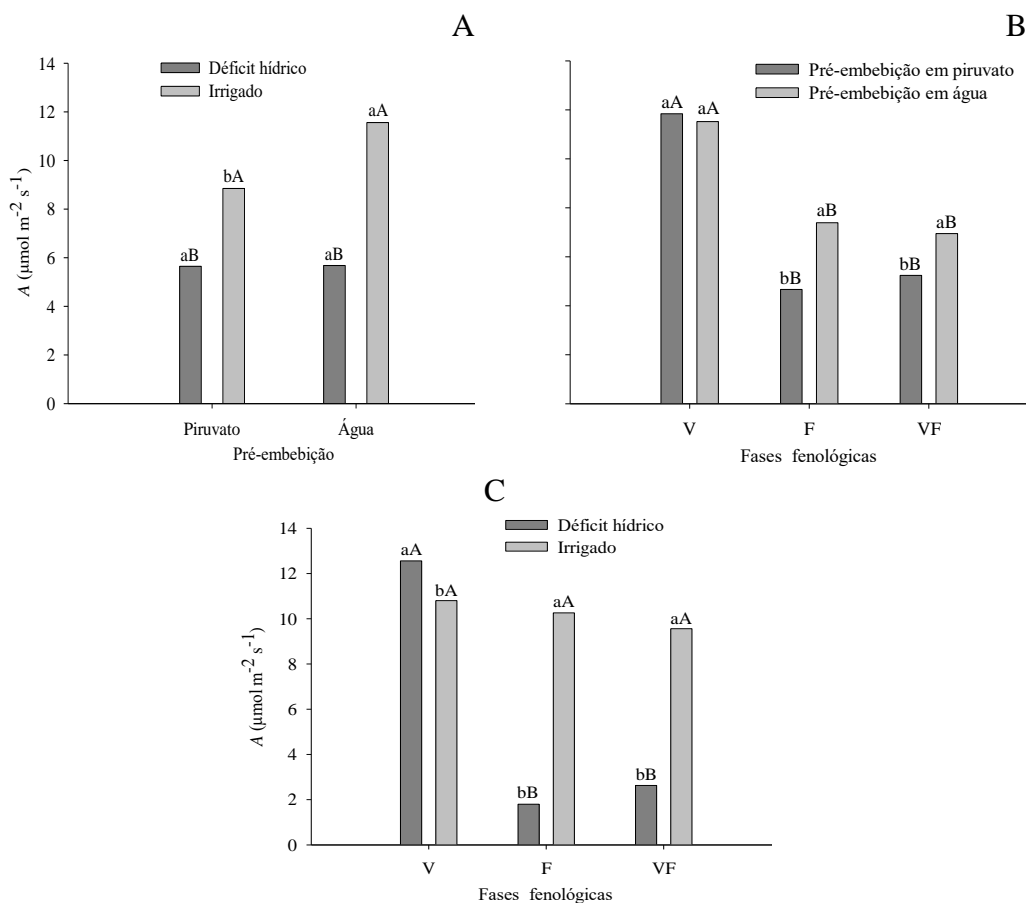 A
Déficit hídrico
Irrigado
14
12
10
8
6
4
2
0
A (µmol m-2 s-1)
aB
bA
aB
aA
Piruvato
Água
Pré-embebição
B
Pré-embebição em piruvato
Pré-embebição em água
aA
aA
bB
aB
bB
aB
V
F
VF
Fases fenológicas
C
Déficit hídrico
Irrigado
14
12
10
8
6
4
2
0
A (µmol m-2 s-1)
aA
bA
bB
aA
bB
aA
V
F
VF
Fases fenológicas